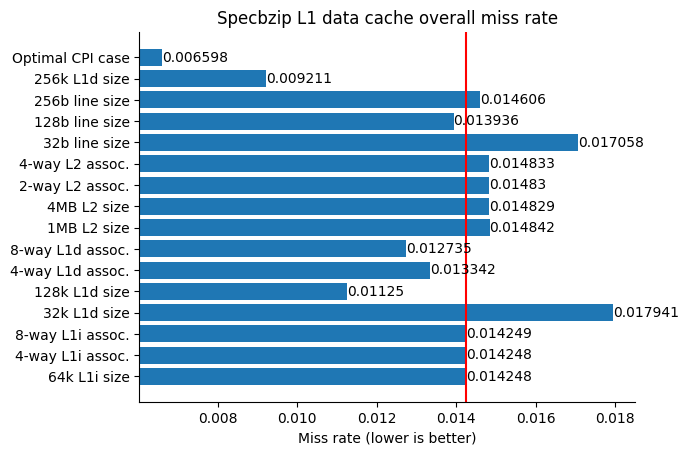 Specbzip L1 data cache overall miss rate
Optimal CPI case 0.006598
256k L1d size 0.009211
256b line size 0.014606
128b line size 0.013936
32b line size 0.017058
4-way L2 assoc. 0.014833
2-way L2 assoc. 0.01483
4MB L2 size 0.014829
1MB L2 size 0.014842
8-way L1d assoc. 0.012735
4-way L1d assoc. 0.013342
128k L1d size 0.01125
32k L1d size 0.017941
8-way L1i assoc. 0.014249
4-way L1i assoc. 0.014248
64k L1i size 0.014248
0.008 0.010 0.012 0.014 0.016 0.018
Miss rate (lower is better)